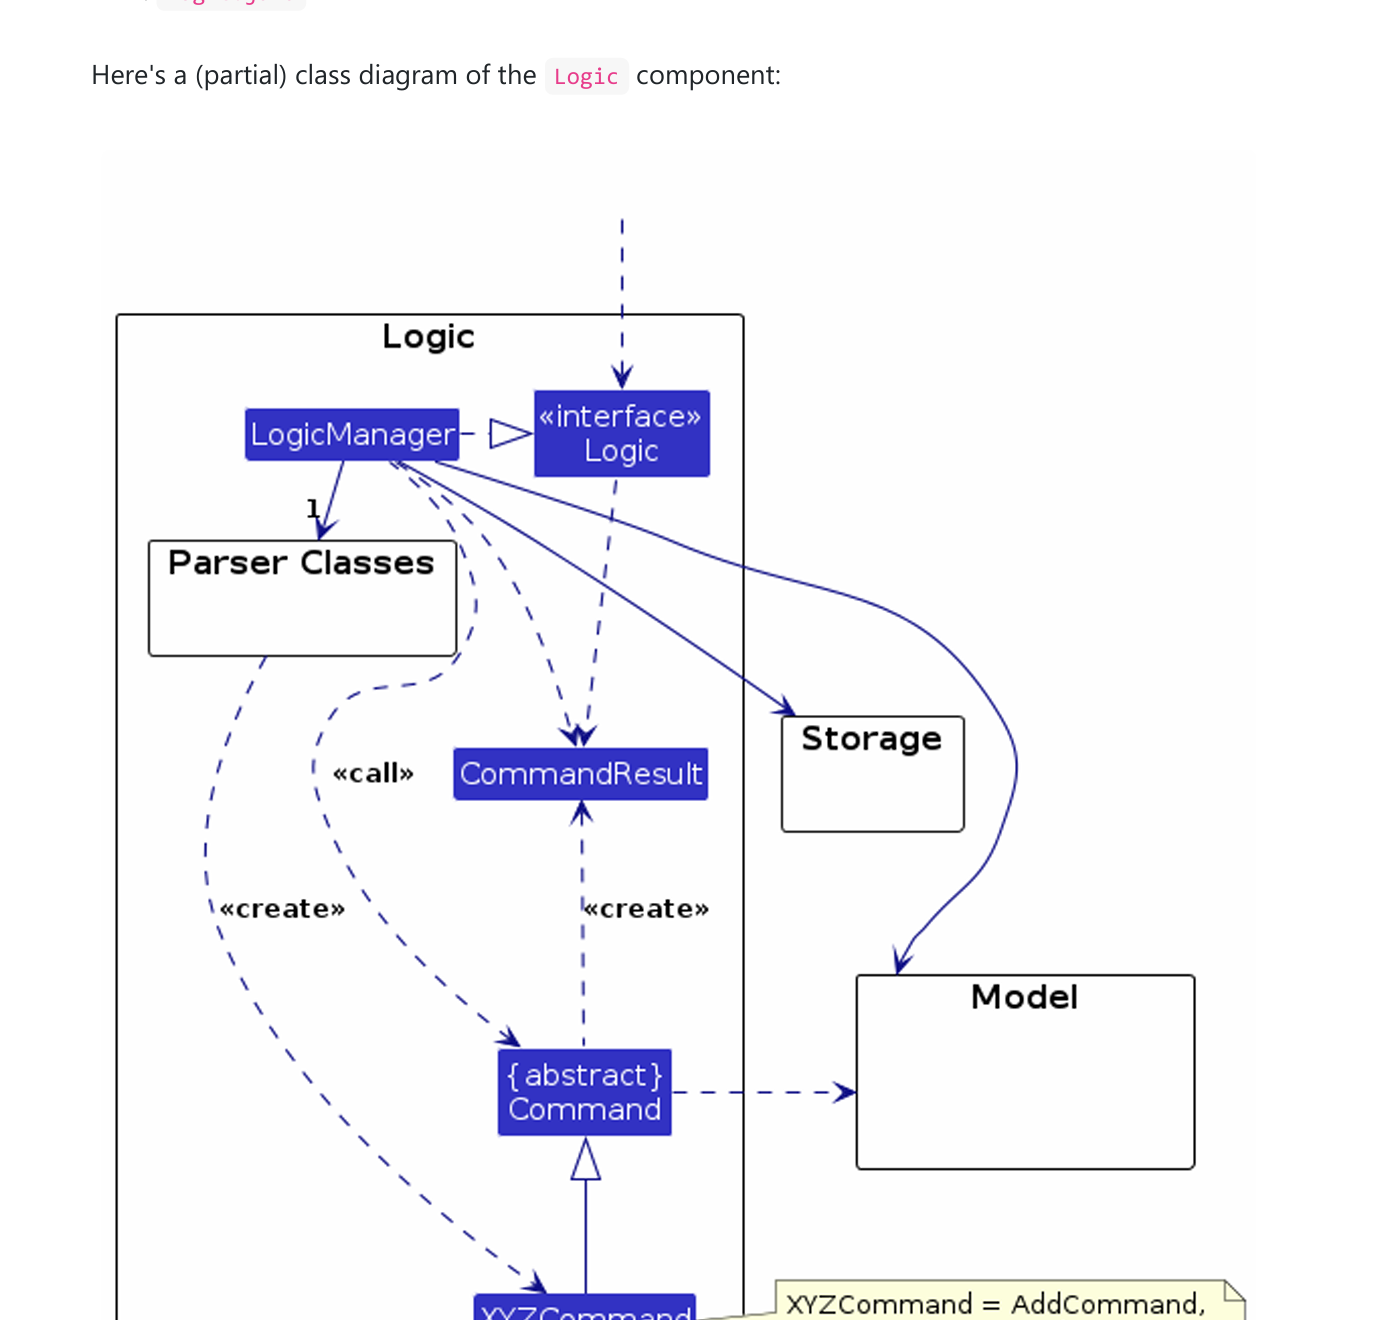 Here's a (partial) class diagram of the Logic component:
Logic
LogicManager
«interface»
Logic
1
Parser Classes
Storage
«call»
CommandResult
«create»
«create»
Model
{abstract}
Command
XYZCommand
XYZCommand = AddCommand,